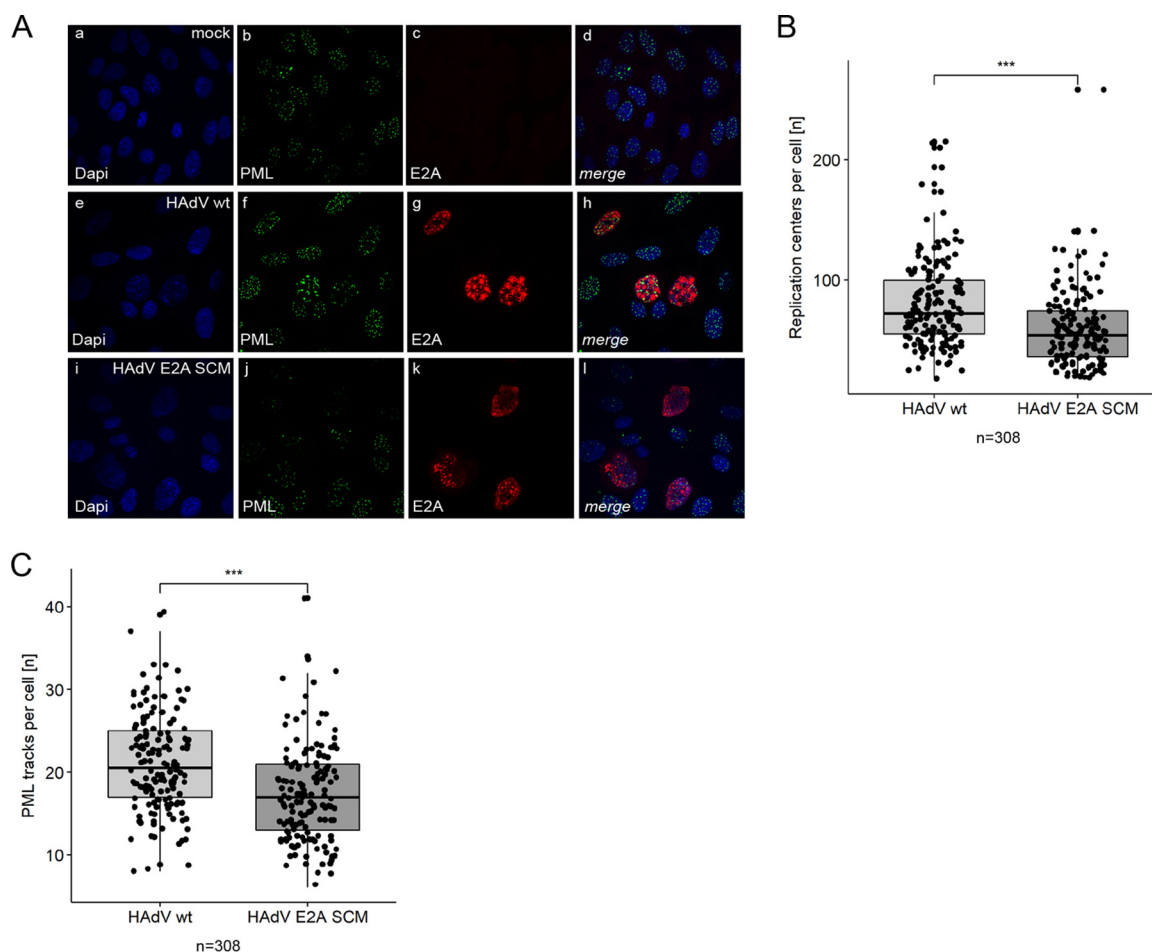 A
a mock b c d
Dapi PML E2A merge
e HAdV wt f g h
Dapi PML E2A merge
i HAdV E2A SCM j k l
Dapi PML E2A merge
B
***
Replication centers per cell [n]
200
100
HAdV wt HAdV E2A SCM
n=308
C
***
PML tracks per cell [n]
40
30
20
10
HAdV wt HAdV E2A SCM
n=308